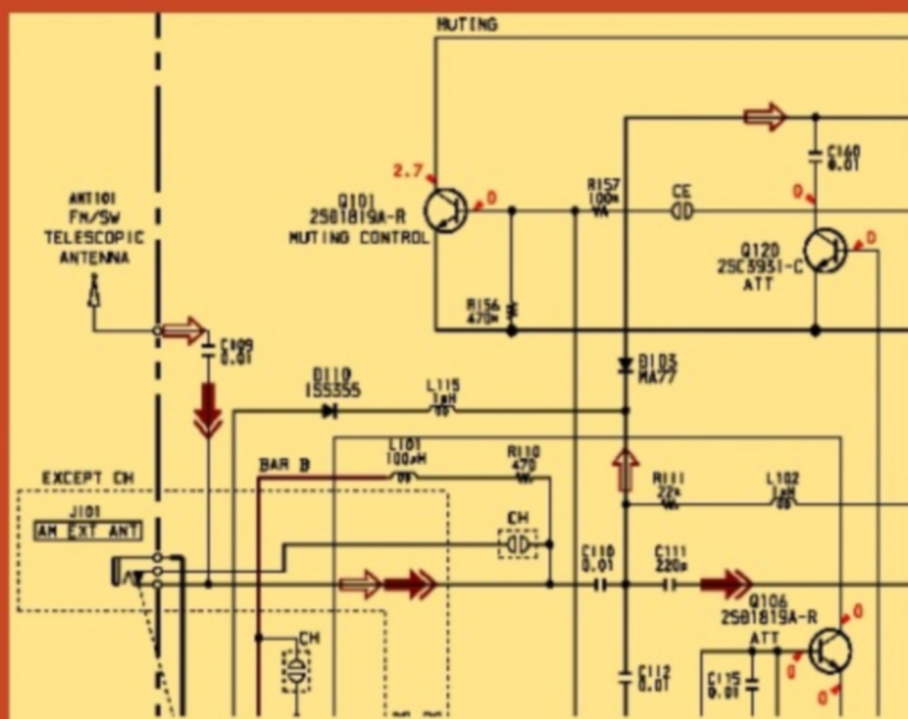 MUTING
2.7
0
Q101
2SB1819A-R
MUTING CONTROL
R157
100k
CE
C160
0.01
0
0
Q120
2SC3931-C
ATT
ANT101
FM/SW
TELESCOPIC
ANTENNA
R156
470k
C109
0.01
D103
MA77
D110
1SS355
L115
1μH
L101
100μH
R110
470
BAR B
EXCEPT CH
J101
AM EXT ANT
R111
22k
L102
1μH
CH
C110
0.01
C111
220p
Q106
2SB1819A-R
ATT
0
0
0
CH
C112
0.01
C115
0.01